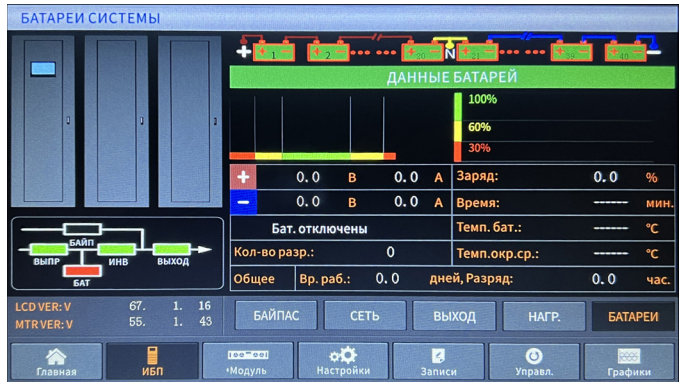 БАТАРЕИ СИСТЕМЫ
+ 1 2 20 N 21 39 40 −
ДАННЫЕ БАТАРЕЙ
100%
60%
30%
+ 0.0 В 0.0 А Заряд: 0.0 %
− 0.0 В 0.0 А Время: ------ мин.
Бат. отключены Темп. бат.: ------ °C
Кол-во разр.: 0 Темп.окр.ср.: ------ °C
Общее Вр. раб.: 0.0 дней, Разряд: 0.0 час.
БАЙП
ВЫПР ИНВ ВЫХОД
БАТ
LCD VER: V 67. 1. 16
MTR VER: V 55. 1. 43
БАЙПАС СЕТЬ ВЫХОД НАГР. БАТАРЕИ
Главная ИБП Модуль Настройки Записи Управл. Графики